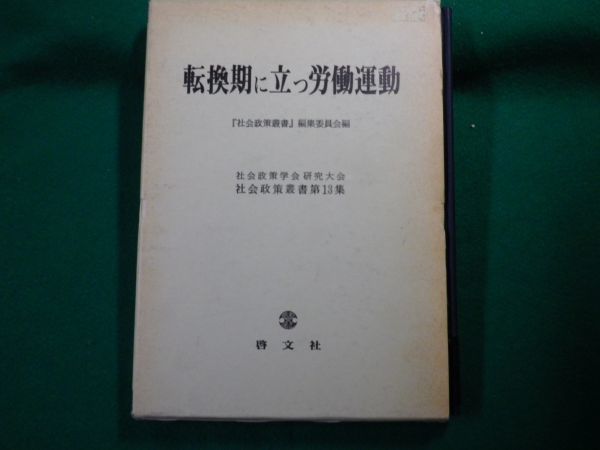 転換期に立つ労働運動
『社会政策叢書』編集委員会編
社会政策学会研究大会
社会政策叢書第13集
啓文社